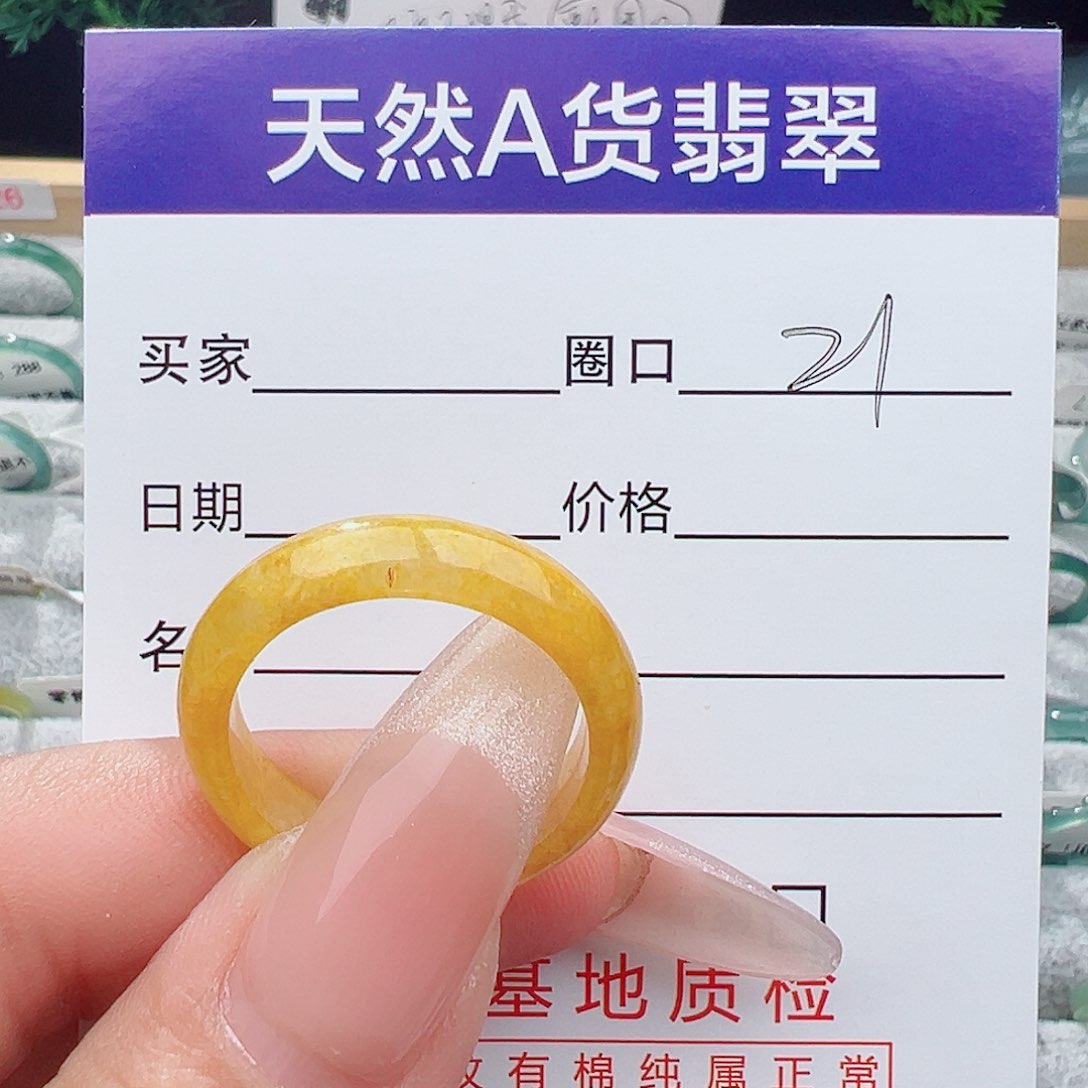 天然A货翡翠
买家 圈口 21
日期 价格
名
基地质检
有棉纯属正常
288